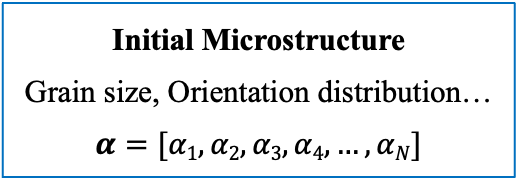 Initial Microstructure
Grain size, Orientation distribution…
𝜶 = [𝛼₁, 𝛼₂, 𝛼₃, 𝛼₄, … , 𝛼_N]